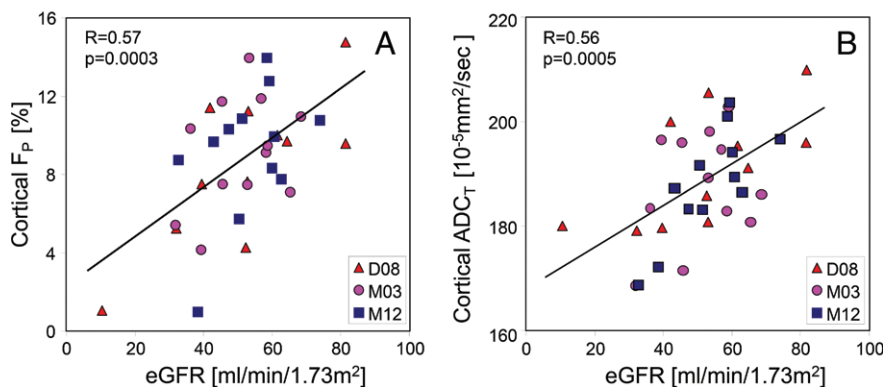 R=0.57
p=0.0003
A
Cortical F_P [%]
16
12
8
4
0
D08
M03
M12
0 20 40 60 80 100
eGFR [ml/min/1.73m²]
R=0.56
p=0.0005
B
Cortical ADC_T [10⁻⁵mm²/sec]
220
200
180
160
D08
M03
M12
0 20 40 60 80 100
eGFR [ml/min/1.73m²]